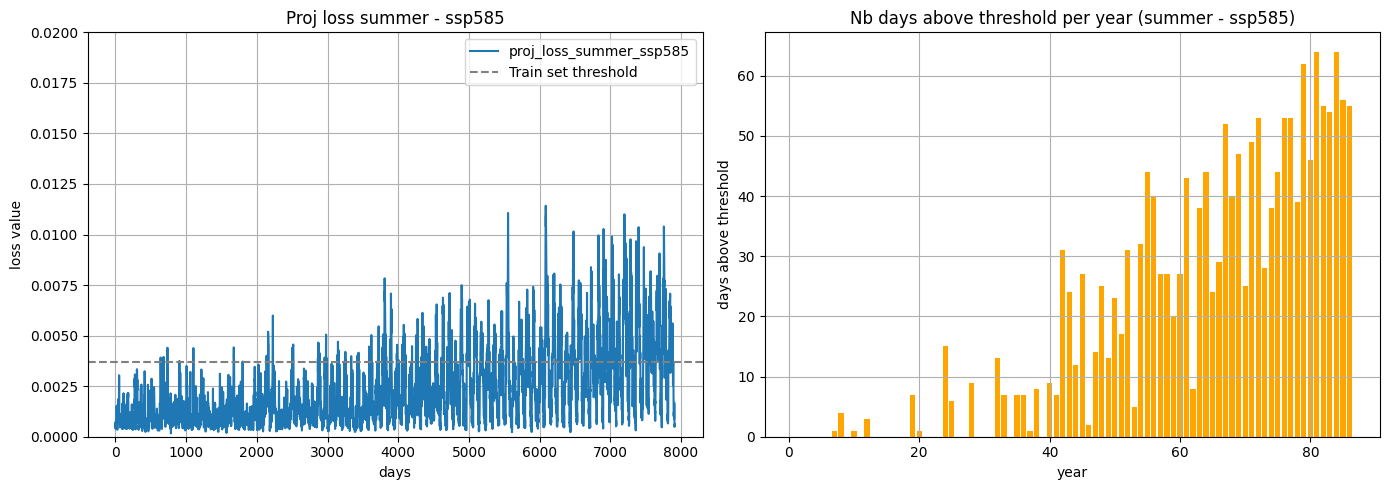 Proj loss summer - ssp585
0.0200
0.0175
0.0150
0.0125
0.0100
0.0075
0.0050
0.0025
0.0000
loss value
proj_loss_summer_ssp585
Train set threshold
0 1000 2000 3000 4000 5000 6000 7000 8000
days
Nb days above threshold per year (summer - ssp585)
60
50
40
30
20
10
0
days above threshold
0 20 40 60 80
year